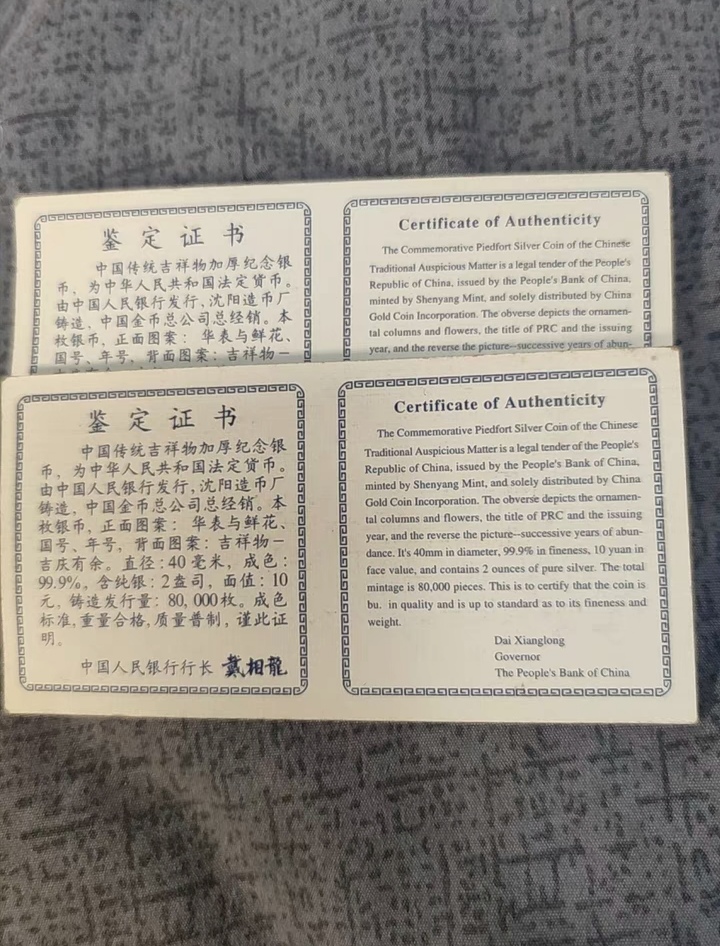 鉴定证书
中国传统吉祥物加厚纪念银
币，为中华人民共和国法定货币。
由中国人民银行发行，沈阳造币厂
铸造，中国金币总公司总经销。本
枚银币，正面图案：华表与鲜花、
国号、年号，背面图案：吉祥物－
Certificate of Authenticity
The Commemorative Piedfort Silver Coin of the Chinese
Traditional Auspicious Matter is a legal tender of the People's
Republic of China, issued by the People's Bank of China,
minted by Shenyang Mint, and solely distributed by China
Gold Coin Incorporation. The obverse depicts the ornamen-
tal columns and flowers, the title of PRC and the issuing
year, and the reverse the picture--successive years of abun-
鉴定证书
中国传统吉祥物加厚纪念银
币，为中华人民共和国法定货币。
由中国人民银行发行，沈阳造币厂
铸造，中国金币总公司总经销。本
枚银币，正面图案：华表与鲜花、
国号、年号，背面图案：吉祥物－
吉庆有余。直径：40毫米，成色：
99.9%，含纯银：2盎司，面值：10
元，铸造发行量：80,000枚。成色
标准，重量合格，质量普制，谨此证
明。
中国人民银行行长 戴相龍
Certificate of Authenticity
The Commemorative Piedfort Silver Coin of the Chinese
Traditional Auspicious Matter is a legal tender of the People's
Republic of China, issued by the People's Bank of China,
minted by Shenyang Mint, and solely distributed by China
Gold Coin Incorporation. The obverse depicts the ornamen-
tal columns and flowers, the title of PRC and the issuing
year, and the reverse the picture--successive years of abun-
dance. It's 40mm in diameter, 99.9% in fineness, 10 yuan in
face value, and contains 2 ounces of pure silver. The total
mintage is 80,000 pieces. This is to certify that the coin is
bu. in quality and is up to standard as to its fineness and
weight.
Dai Xianglong
Governor
The People's Bank of China